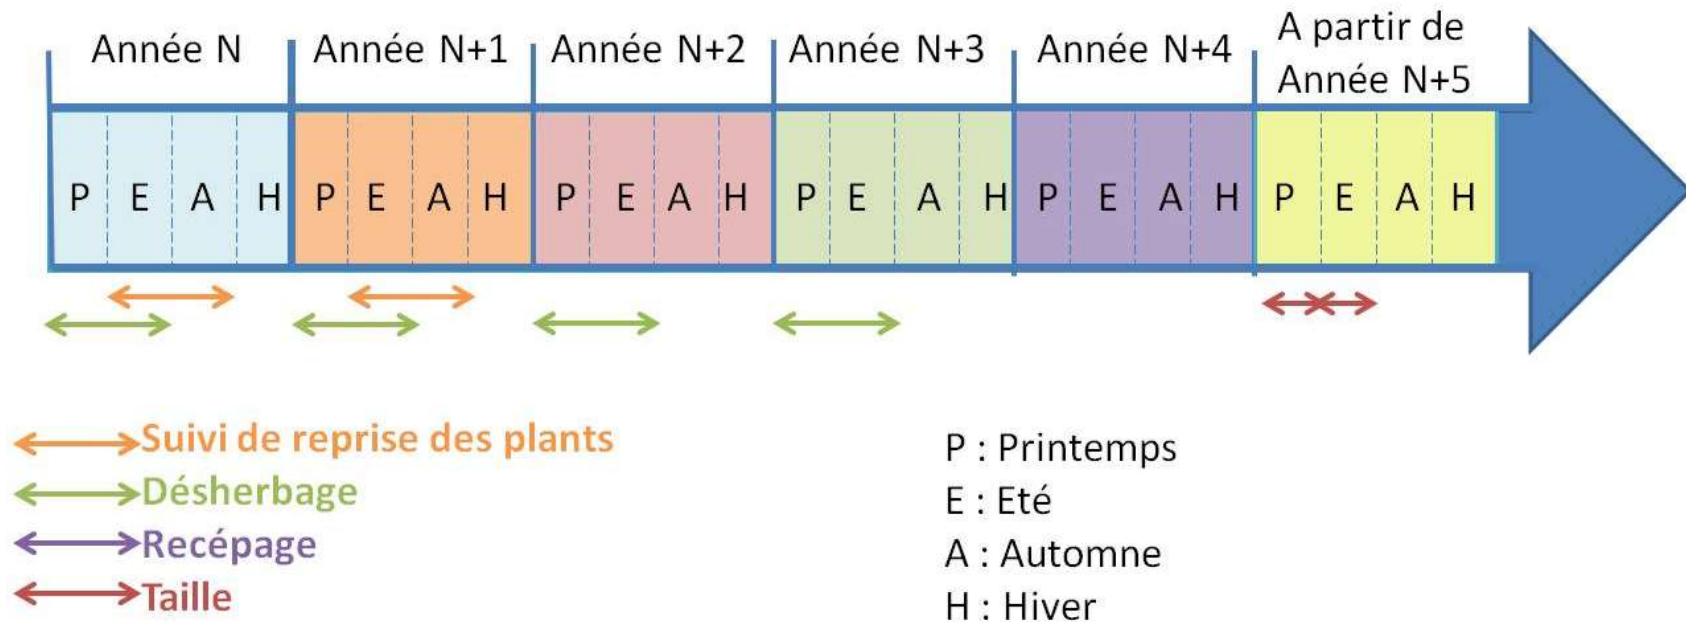 Année N
Année N+1
Année N+2
Année N+3
Année N+4
A partir de
Année N+5
P E A H P E A H P E A H P E A H P E A H P E A H
Suivi de reprise des plants
Désherbage
Recépage
Taille
P : Printemps
E : Eté
A : Automne
H : Hiver